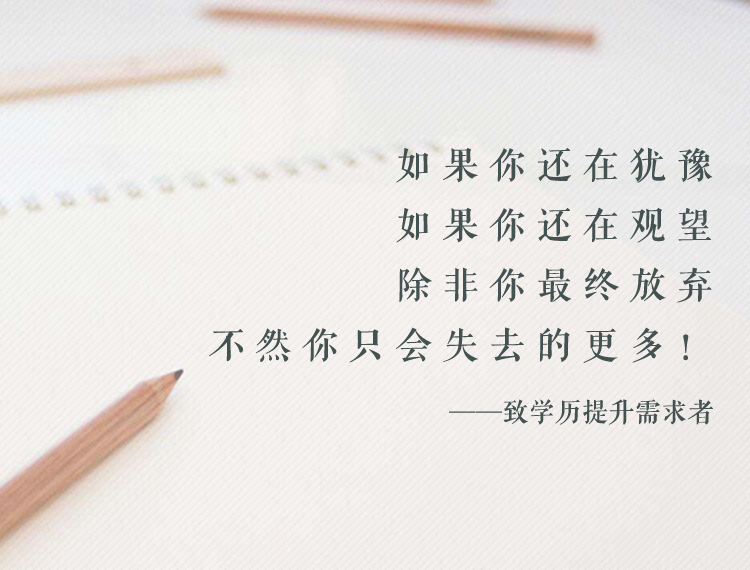 如果你还在犹豫
如果你还在观望
除非你最终放弃
不然你只会失去的更多！
——致学历提升需求者